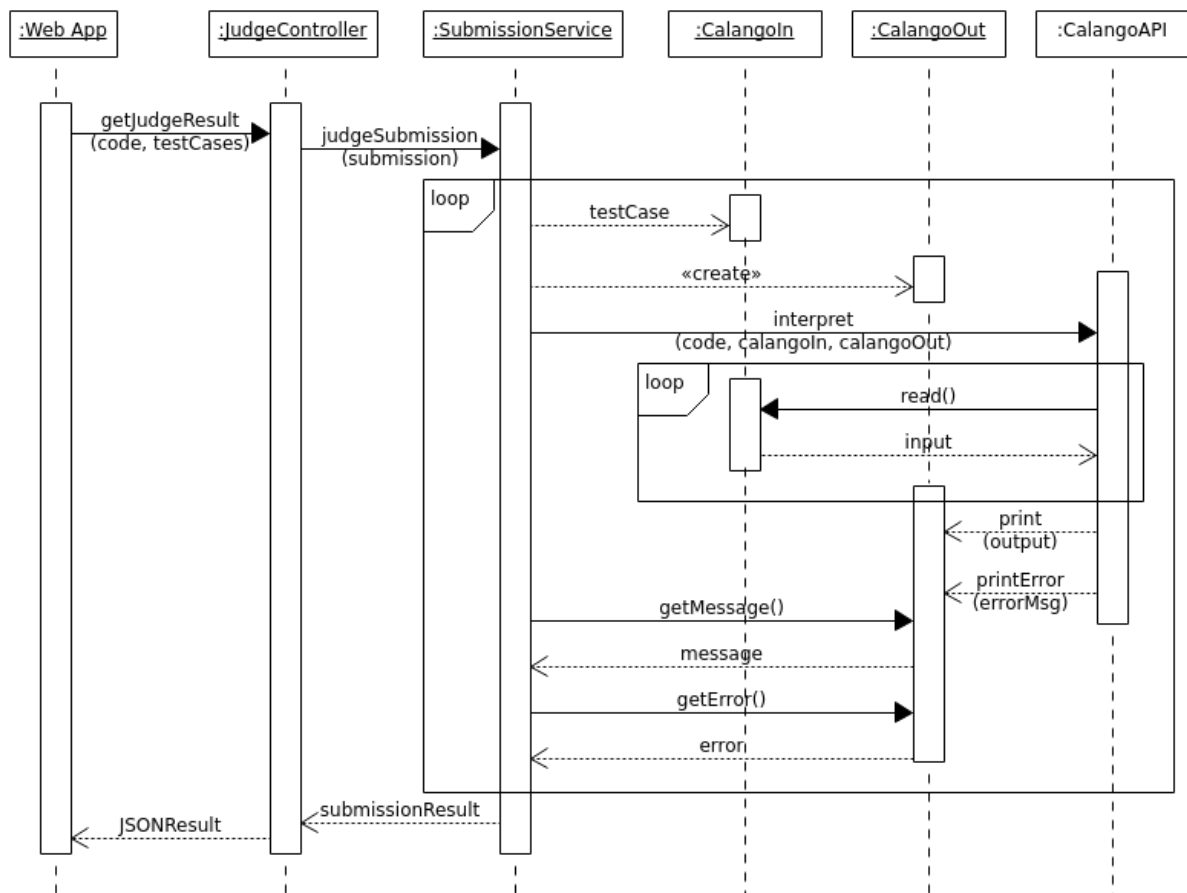 :Web App
:JudgeController
:SubmissionService
:CalangoIn
:CalangoOut
:CalangoAPI
getJudgeResult
(code, testCases)
judgeSubmission
(submission)
loop
testCase
«create»
interpret
(code, calangoIn, calangoOut)
loop
read()
input
print
(output)
printError
(errorMsg)
getMessage()
message
getError()
error
submissionResult
JSONResult